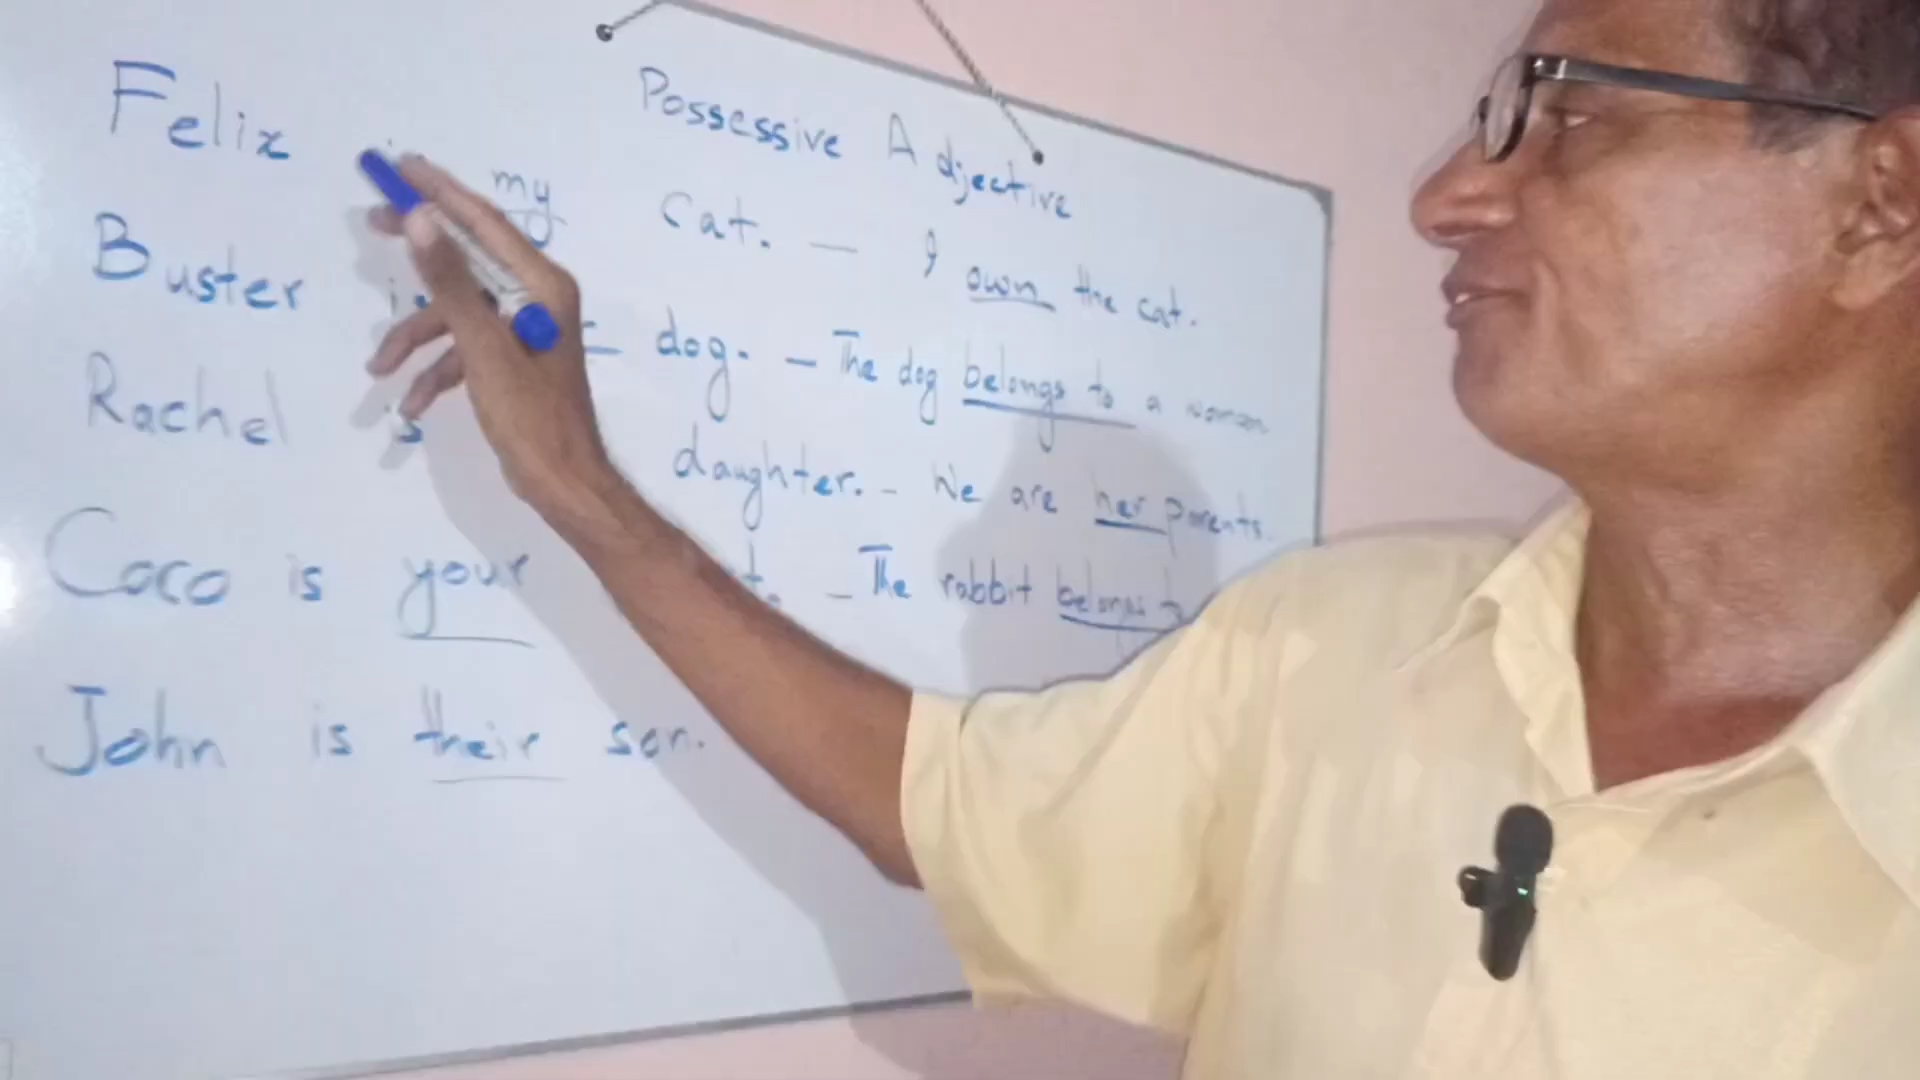 Possessive Adjective
Felix my cat. – I own the cat.
Buster dog. – The dog belongs to a woman
Rachel is daughter. – We are her parents.
Coco is your – The rabbit belongs
John is their son.